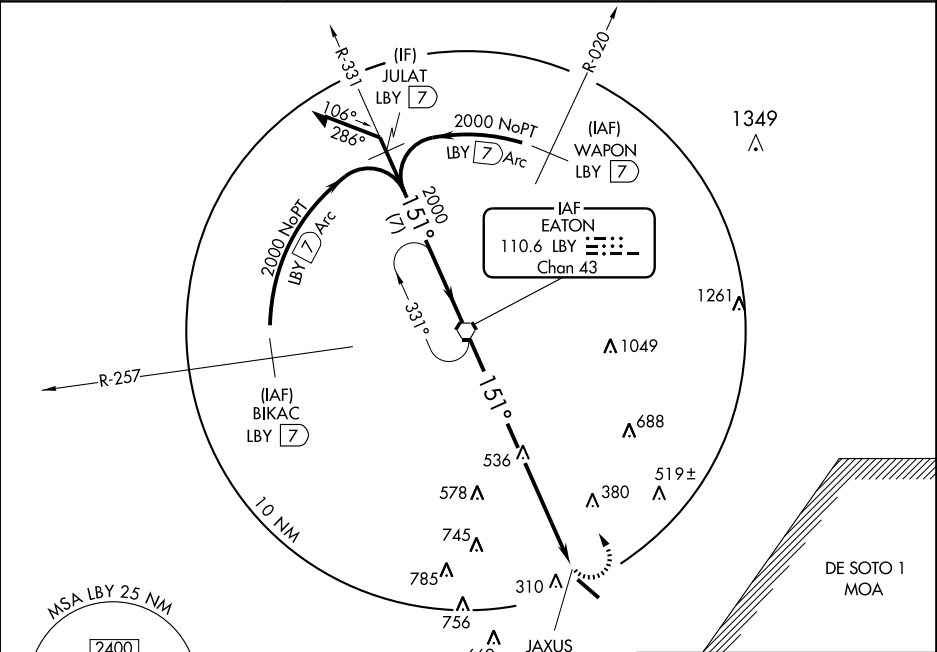 R-331
(IF)
JULAT
LBY 7
R-020
106°
286°
2000 NoPT
LBY 7 Arc
(IAF)
WAPON
LBY 7
1349
2000 NoPT
LBY 7 Arc
2000
151°
(7)
IAF
EATON
110.6 LBY
Chan 43
331°
1261
1049
R-257
(IAF)
BIKAC
LBY 7
151°
688
536
519±
578
380
10 NM
745
785
310
DE SOTO 1
MOA
MSA LBY 25 NM
756
2400
JAXUS